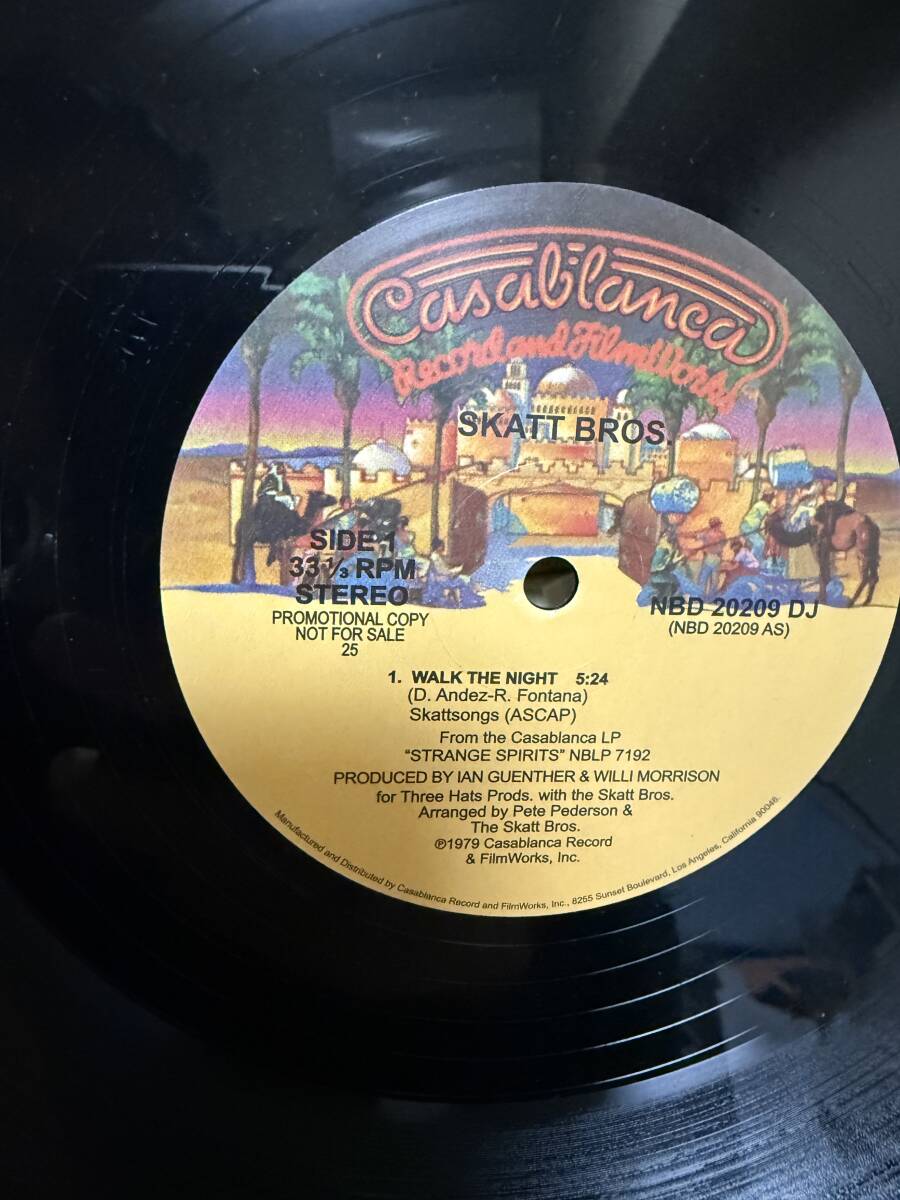 Casablanca
Record and FilmWorks
SKATT BROS.
SIDE 1
33 1/3 RPM
STEREO
PROMOTIONAL COPY
NOT FOR SALE
25
NBD 20209 DJ
(NBD 20209 AS)
1. WALK THE NIGHT 5:24
(D. Andez-R. Fontana)
Skattsongs (ASCAP)
From the Casablanca LP
"STRANGE SPIRITS" NBLP 7192
PRODUCED BY IAN GUENTHER & WILLI MORRISON
for Three Hats Prods. with the Skatt Bros.
Arranged by Pete Pederson &
The Skatt Bros.
℗1979 Casablanca Record
& FilmWorks, Inc.
Manufactured and Distributed by Casablanca Record and FilmWorks, Inc., 8255 Sunset Boulevard, Los Angeles, California 90046.